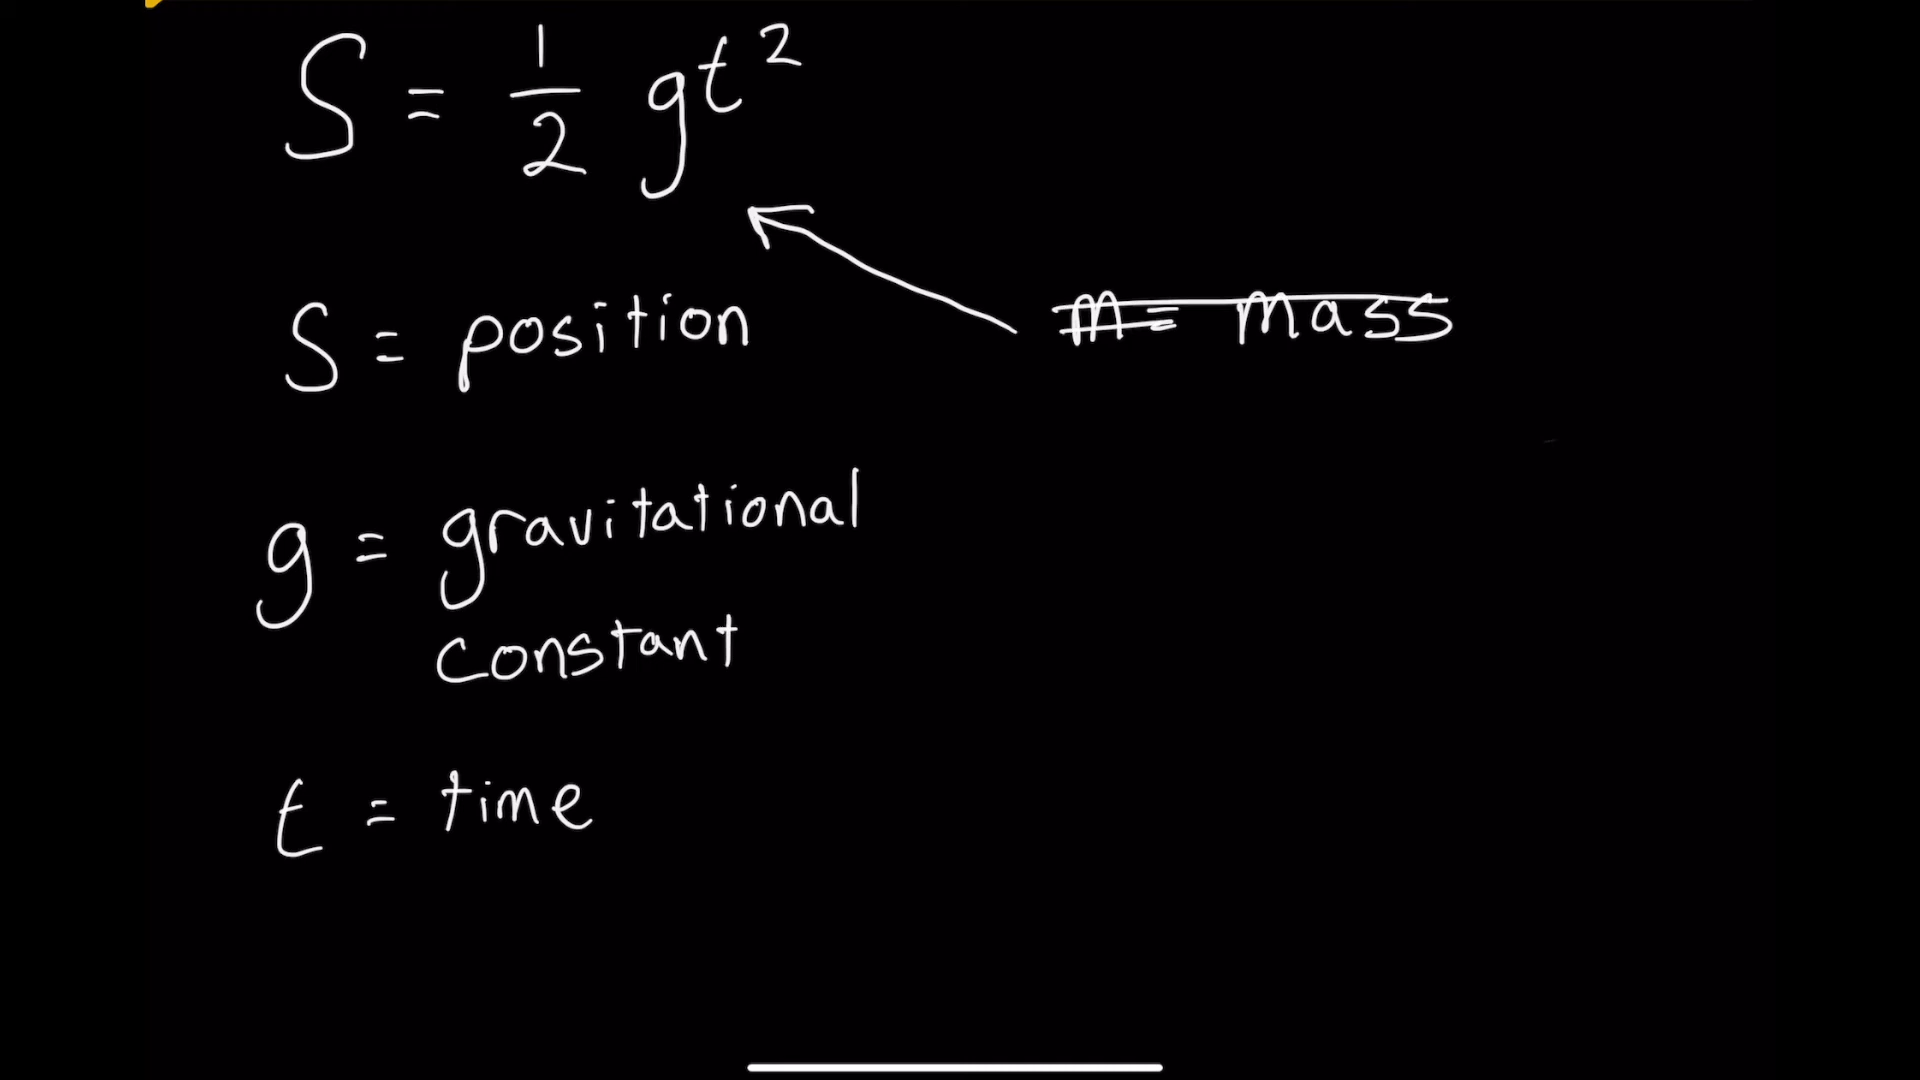 S = 1/2 gt²
S = position
m = mass
g = gravitational
constant
t = time